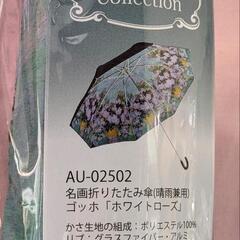 Collection
AU-02502
名画折りたたみ傘(晴雨兼用)
ゴッホ「ホワイトローズ」
かさ生地の組成:ポリエステル100%
リブ:グラスファイバー・アルミ